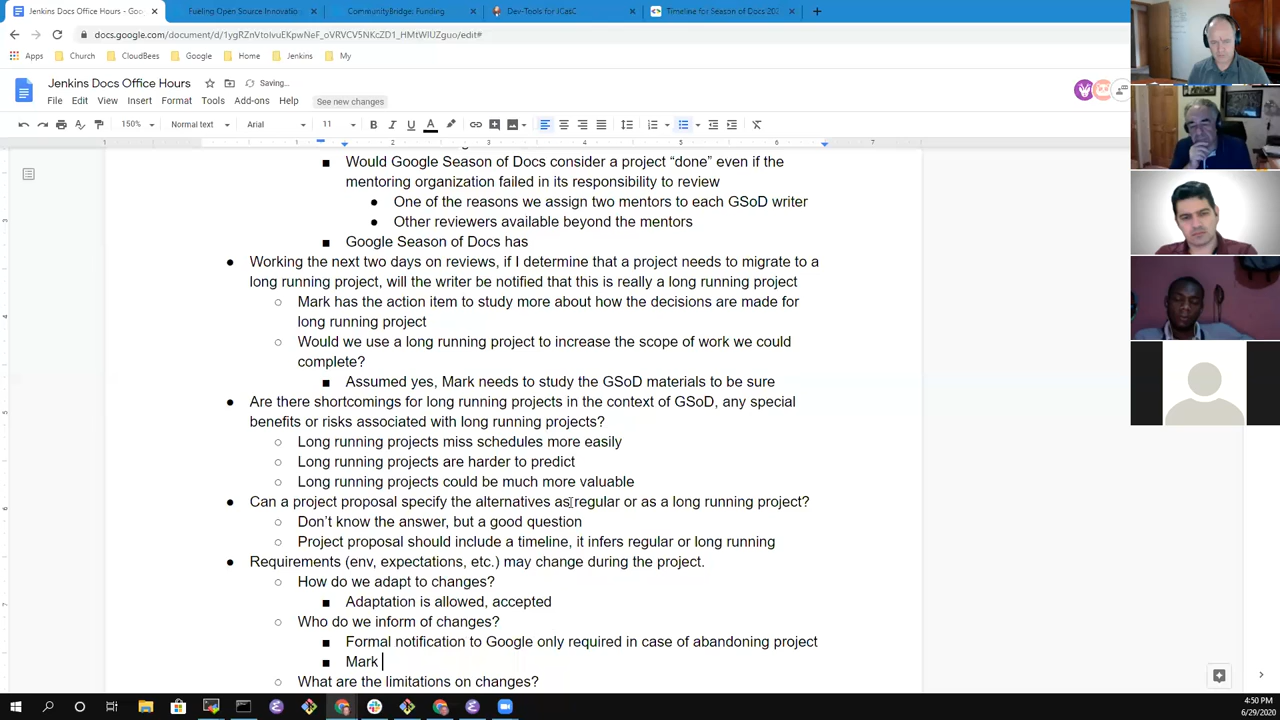 Jenkins Docs Office Hours - Goo
Fueling Open Source Innovatio
CommunityBridge: Funding
Dev-Tools for JCasC
Timeline for Season of Docs 202
docs.google.com/document/d/1ygRZnVtoIvuEKpwNeF_oVRVCV5NKcZD1_HMtWIUZguo/edit#
Apps
Church
CloudBees
Google
Home
Jenkins
My
Jenkins Docs Office Hours
Saving...
File Edit View Insert Format Tools Add-ons Help
See new changes
150%
Normal text
Arial
11
1 1 2 3 4 5 6 7
■ Would Google Season of Docs consider a project “done” even if the
mentoring organization failed in its responsibility to review
● One of the reasons we assign two mentors to each GSoD writer
● Other reviewers available beyond the mentors
■ Google Season of Docs has
● Working the next two days on reviews, if I determine that a project needs to migrate to a
long running project, will the writer be notified that this is really a long running project
○ Mark has the action item to study more about how the decisions are made for
long running project
○ Would we use a long running project to increase the scope of work we could
complete?
■ Assumed yes, Mark needs to study the GSoD materials to be sure
● Are there shortcomings for long running projects in the context of GSoD, any special
benefits or risks associated with long running projects?
○ Long running projects miss schedules more easily
○ Long running projects are harder to predict
○ Long running projects could be much more valuable
● Can a project proposal specify the alternatives as regular or as a long running project?
○ Don’t know the answer, but a good question
○ Project proposal should include a timeline, it infers regular or long running
● Requirements (env, expectations, etc.) may change during the project.
○ How do we adapt to changes?
■ Adaptation is allowed, accepted
○ Who do we inform of changes?
■ Formal notification to Google only required in case of abandoning project
■ Mark
○ What are the limitations on changes?
4:50 PM
6/29/2020